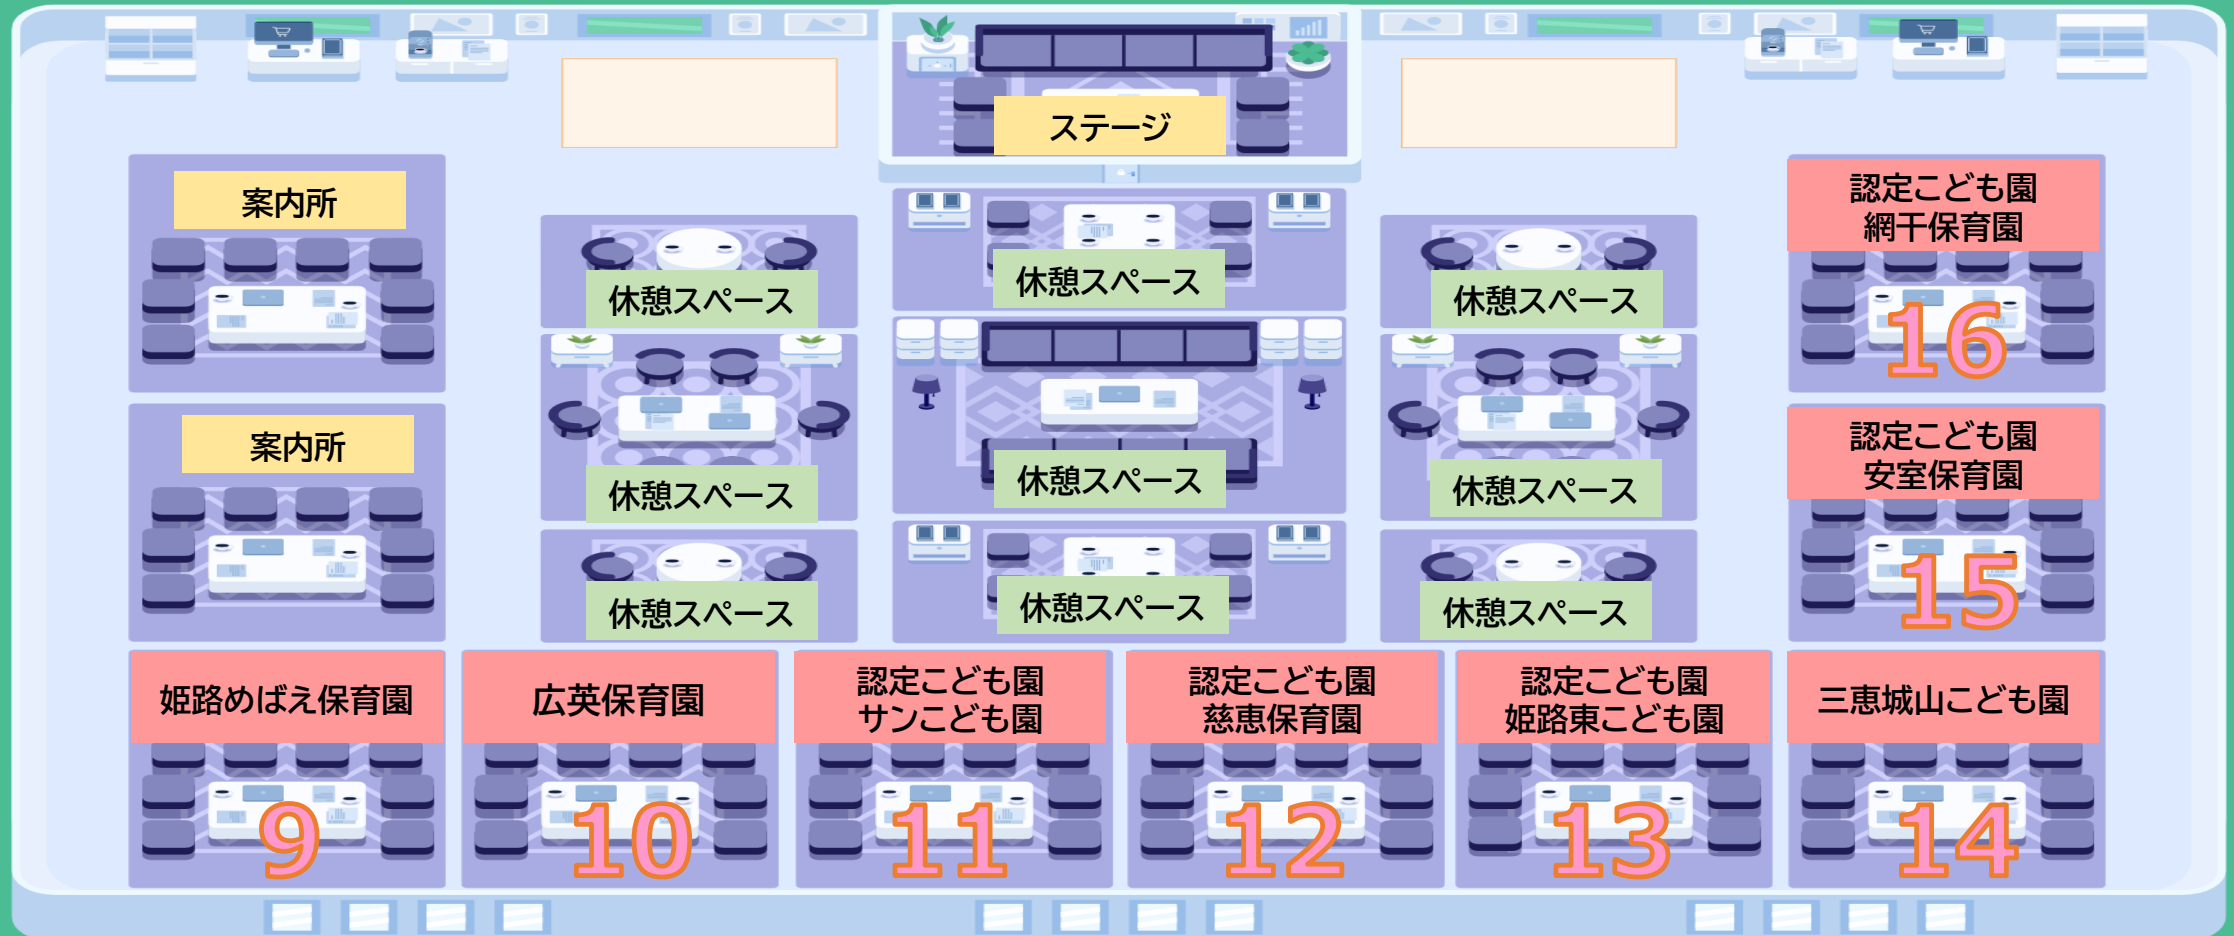 ステージ
案内所
認定こども園
網干保育園
16
休憩スペース
休憩スペース
休憩スペース
案内所
認定こども園
安室保育園
15
休憩スペース
休憩スペース
休憩スペース
休憩スペース
休憩スペース
休憩スペース
姫路めばえ保育園
9
広英保育園
10
認定こども園
サンこども園
11
認定こども園
慈恵保育園
12
認定こども園
姫路東こども園
13
三恵城山こども園
14